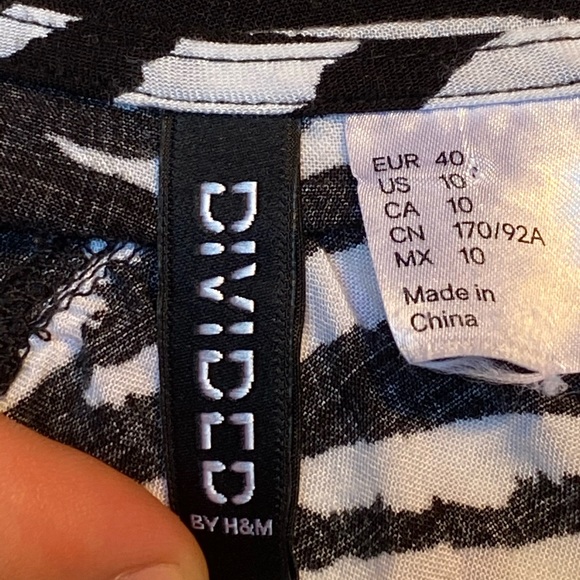 DIVIDED
BY H&M
EUR 40
US 10
CA 10
CN 170/92A
MX 10
Made in
China